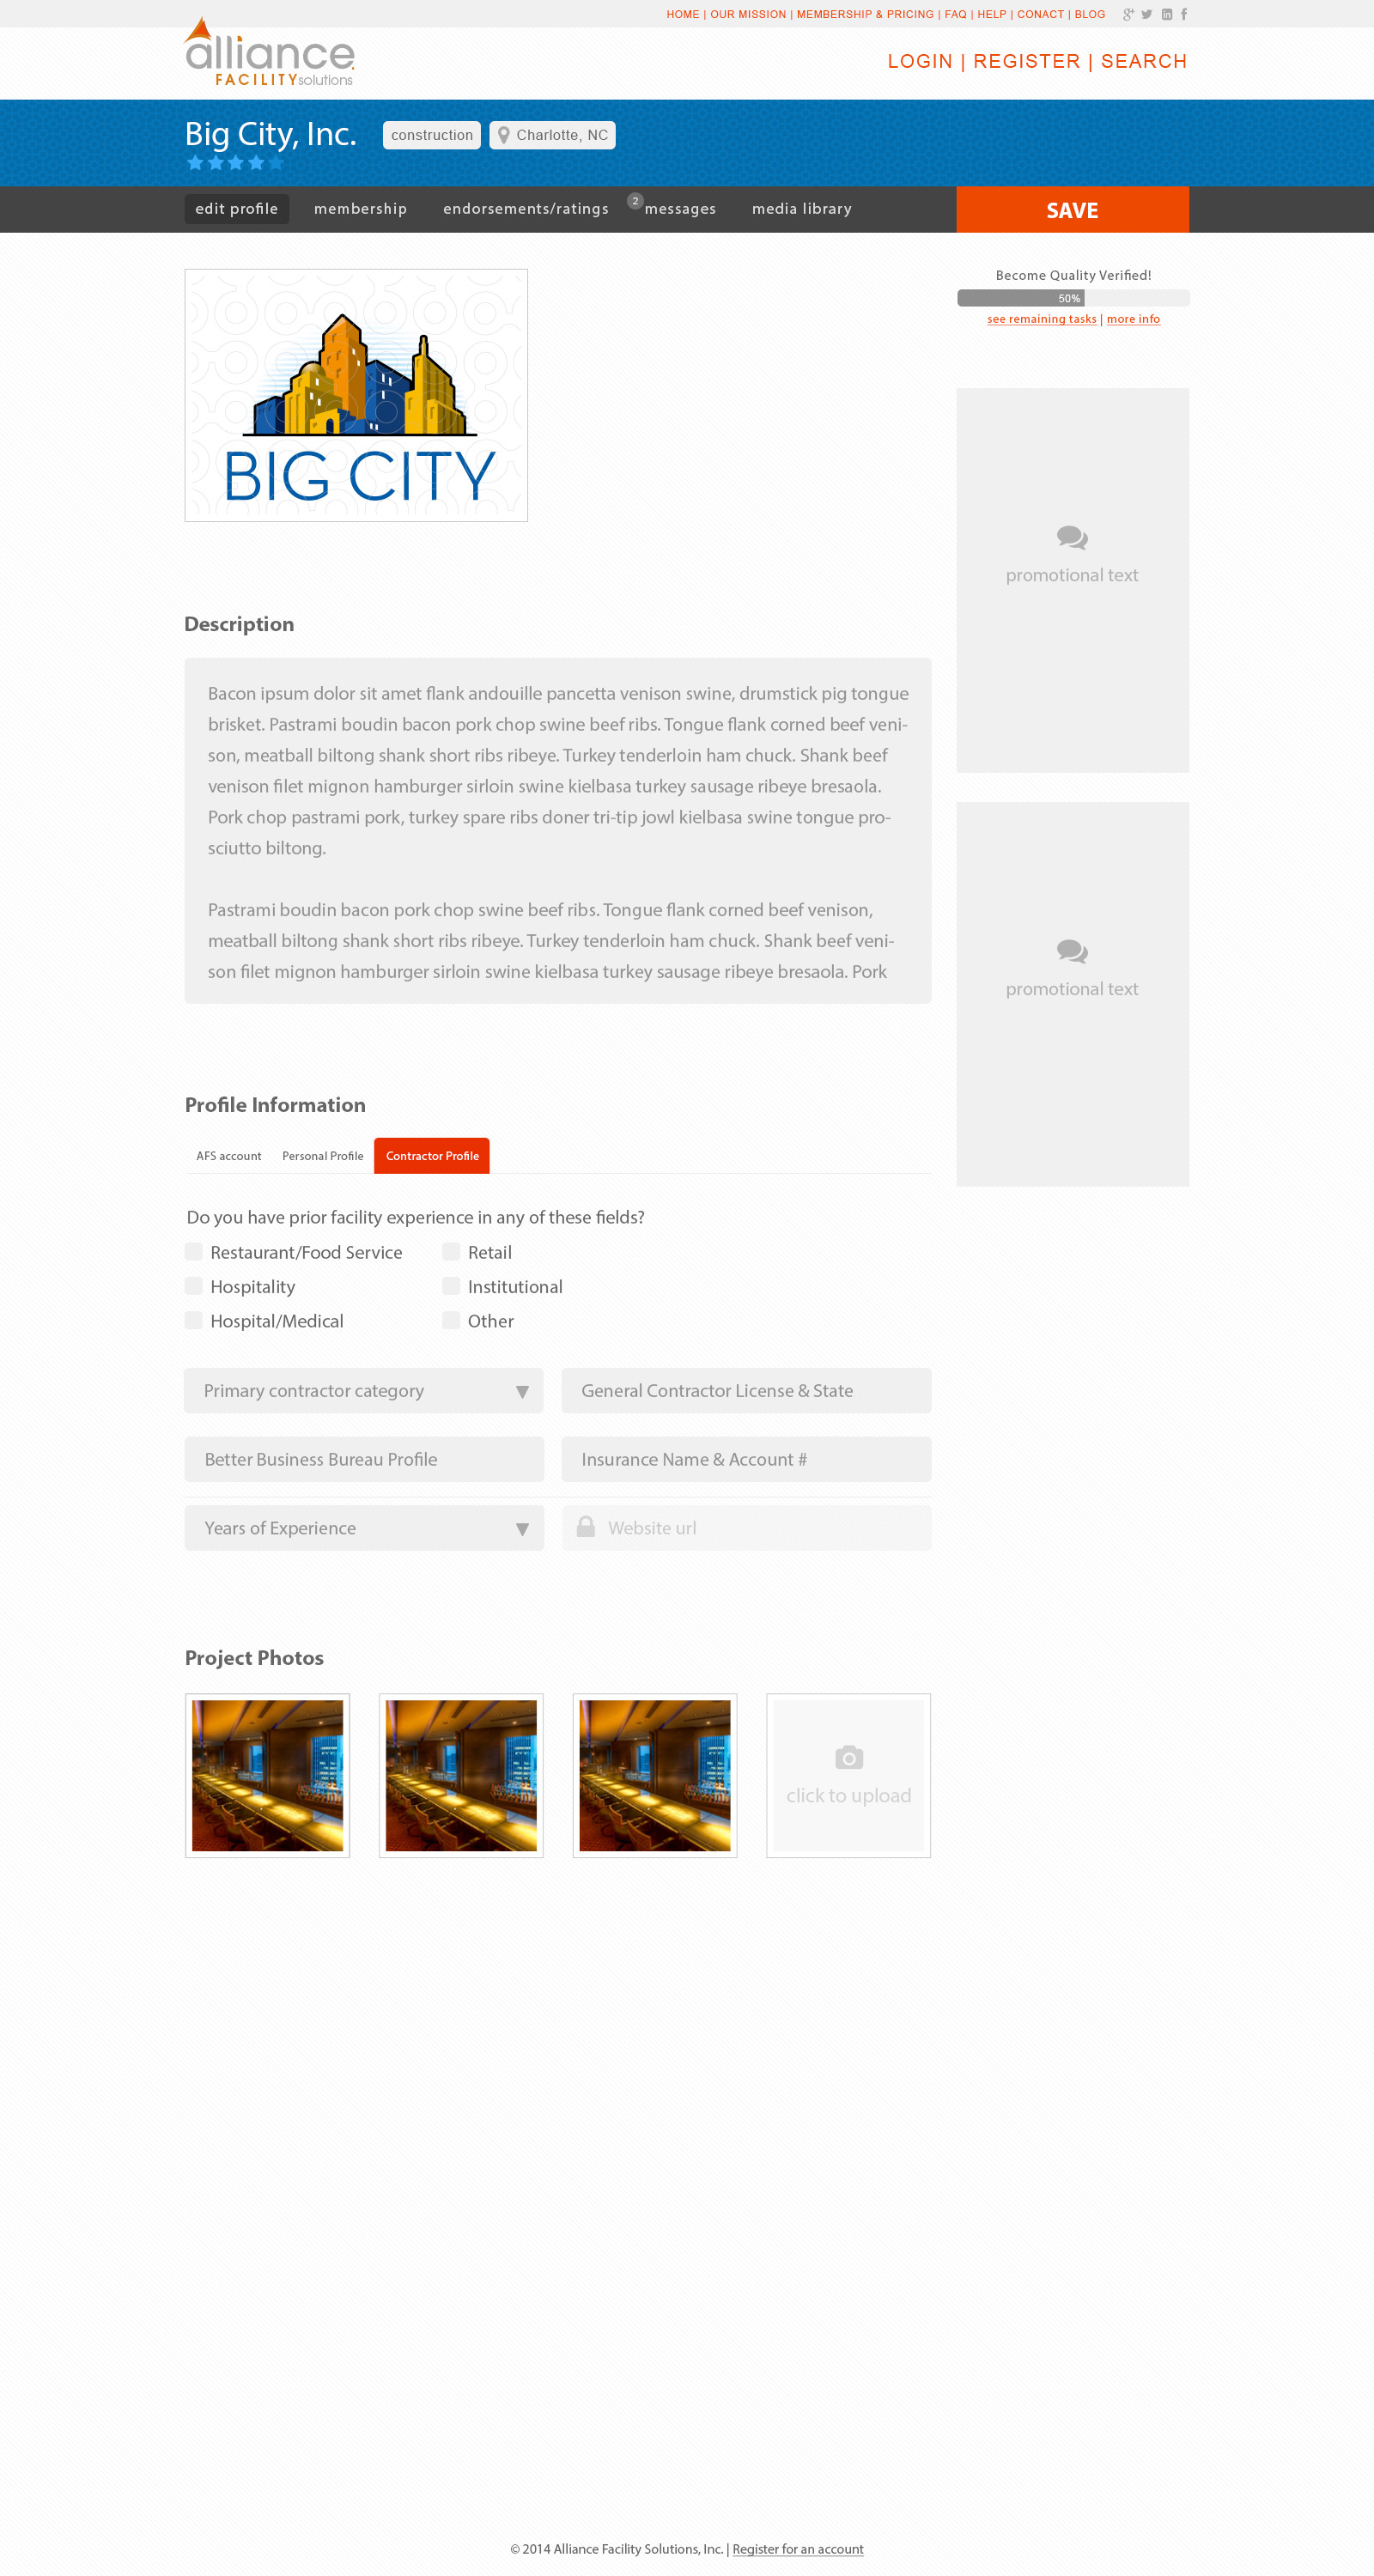 HOME | OUR MISSION | MEMBERSHIP & PRICING | FAQ | HELP | CONACT | BLOG
alliance
FACILITYsolutions
LOGIN | REGISTER | SEARCH
Big City, Inc.
construction
Charlotte, NC
edit profile
membership
endorsements/ratings
2
messages
media library
SAVE
Become Quality Verified!
50%
see remaining tasks | more info
BIG CITY
promotional text
Description
Bacon ipsum dolor sit amet flank andouille pancetta venison swine, drumstick pig tongue
brisket. Pastrami boudin bacon pork chop swine beef ribs. Tongue flank corned beef veni-
son, meatball biltong shank short ribs ribeye. Turkey tenderloin ham chuck. Shank beef
venison filet mignon hamburger sirloin swine kielbasa turkey sausage ribeye bresaola.
Pork chop pastrami pork, turkey spare ribs doner tri-tip jowl kielbasa swine tongue pro-
sciutto biltong.
Pastrami boudin bacon pork chop swine beef ribs. Tongue flank corned beef venison,
meatball biltong shank short ribs ribeye. Turkey tenderloin ham chuck. Shank beef veni-
son filet mignon hamburger sirloin swine kielbasa turkey sausage ribeye bresaola. Pork
promotional text
Profile Information
AFS account
Personal Profile
Contractor Profile
Do you have prior facility experience in any of these fields?
Restaurant/Food Service
Retail
Hospitality
Institutional
Hospital/Medical
Other
Primary contractor category
General Contractor License & State
Better Business Bureau Profile
Insurance Name & Account #
Years of Experience
Website url
Project Photos
click to upload
© 2014 Alliance Facility Solutions, Inc. | Register for an account